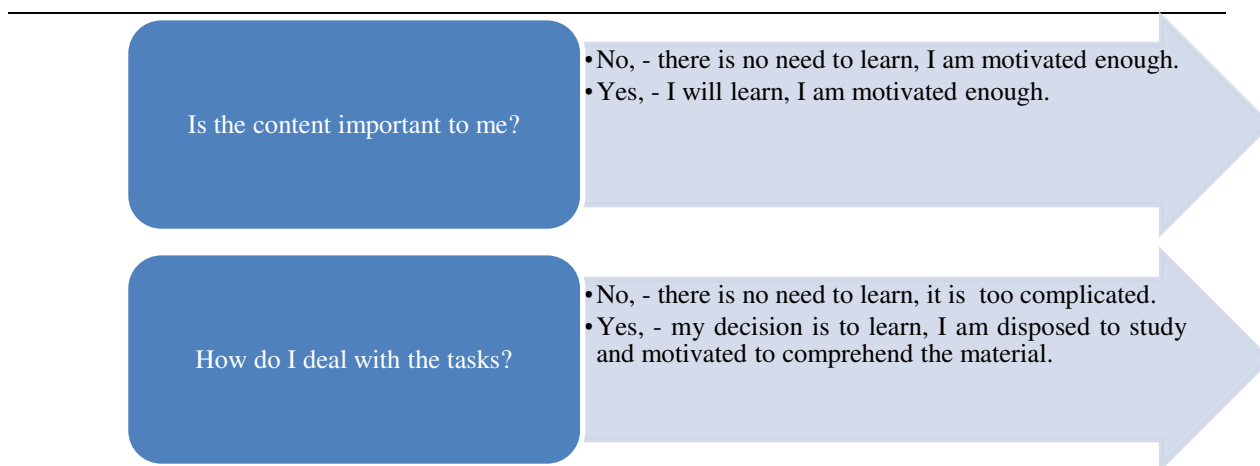 Is the content important to me?
•No, - there is no need to learn, I am motivated enough.
•Yes, - I will learn, I am motivated enough.
How do I deal with the tasks?
•No, - there is no need to learn, it is  too complicated.
•Yes, - my decision is to learn, I am disposed to study
and motivated to comprehend the material.